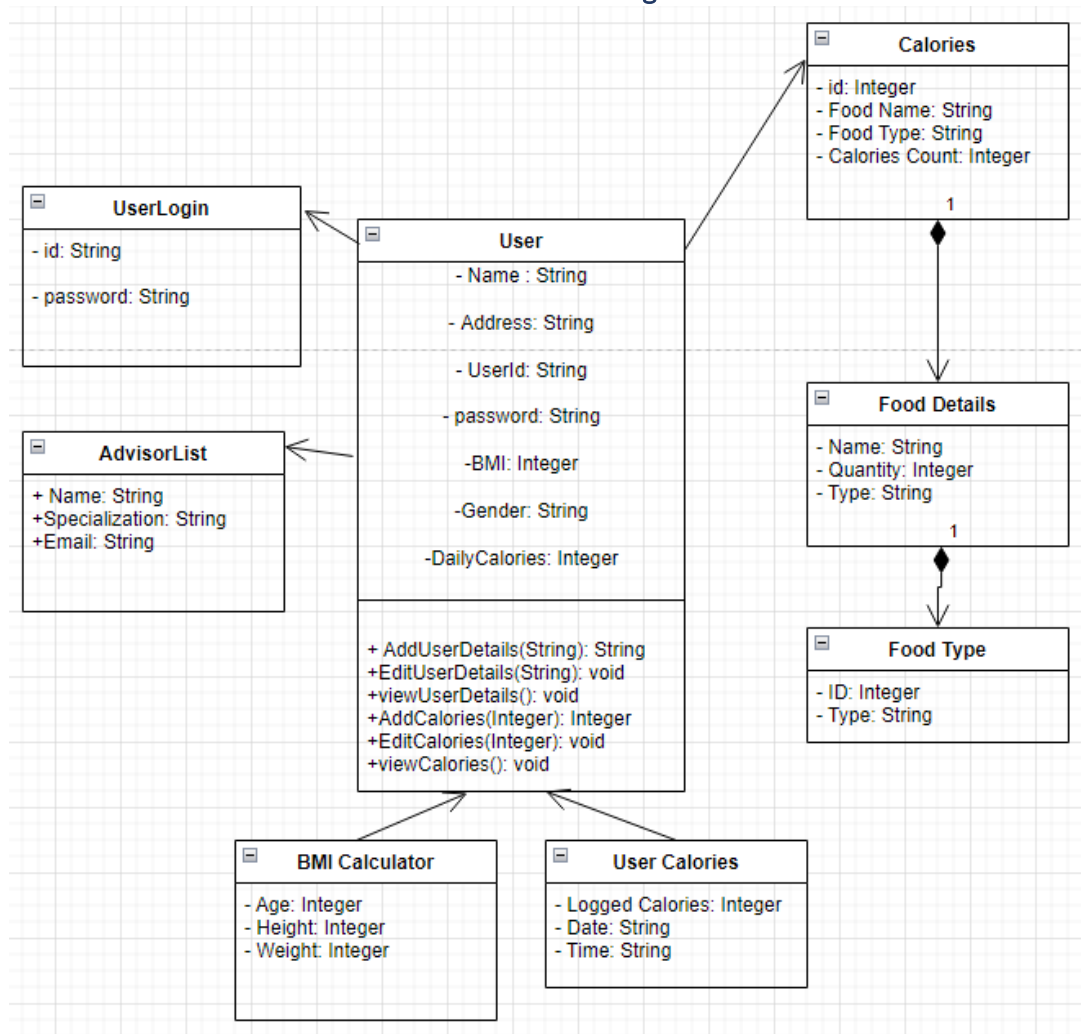 Calories
- id: Integer
- Food Name: String
- Food Type: String
- Calories Count: Integer
1
UserLogin
- id: String
- password: String
User
- Name : String
- Address: String
- UserId: String
- password: String
-BMI: Integer
-Gender: String
-DailyCalories: Integer
+ AddUserDetails(String): String
+EditUserDetails(String): void
+viewUserDetails(): void
+AddCalories(Integer): Integer
+EditCalories(Integer): void
+viewCalories(): void
AdvisorList
+ Name: String
+Specialization: String
+Email: String
Food Details
- Name: String
- Quantity: Integer
- Type: String
1
Food Type
- ID: Integer
- Type: String
BMI Calculator
- Age: Integer
- Height: Integer
- Weight: Integer
User Calories
- Logged Calories: Integer
- Date: String
- Time: String